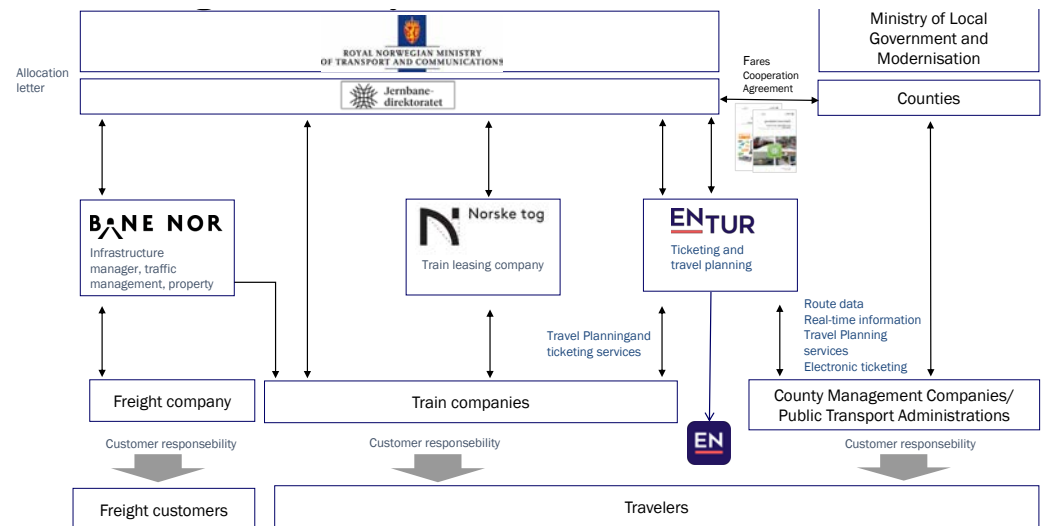 ROYAL NORWEGIAN MINISTRY
OF TRANSPORT AND COMMUNICATIONS
Ministry of Local
Government and
Modernisation
Allocation
letter
Jernbane-
direktoratet
Fares
Cooperation
Agreement
Counties
BANE NOR
Infrastructure
manager, traffic
management, property
Norske tog
Train leasing company
ENTUR
Ticketing and
travel planning
Travel Planningand
ticketing services
Route data
Real-time information
Travel Planning
services
Electronic ticketing
Freight company
Train companies
County Management Companies/
Public Transport Administrations
EN
Customer responsebility
Customer responsebility
Customer responsebility
Freight customers
Travelers